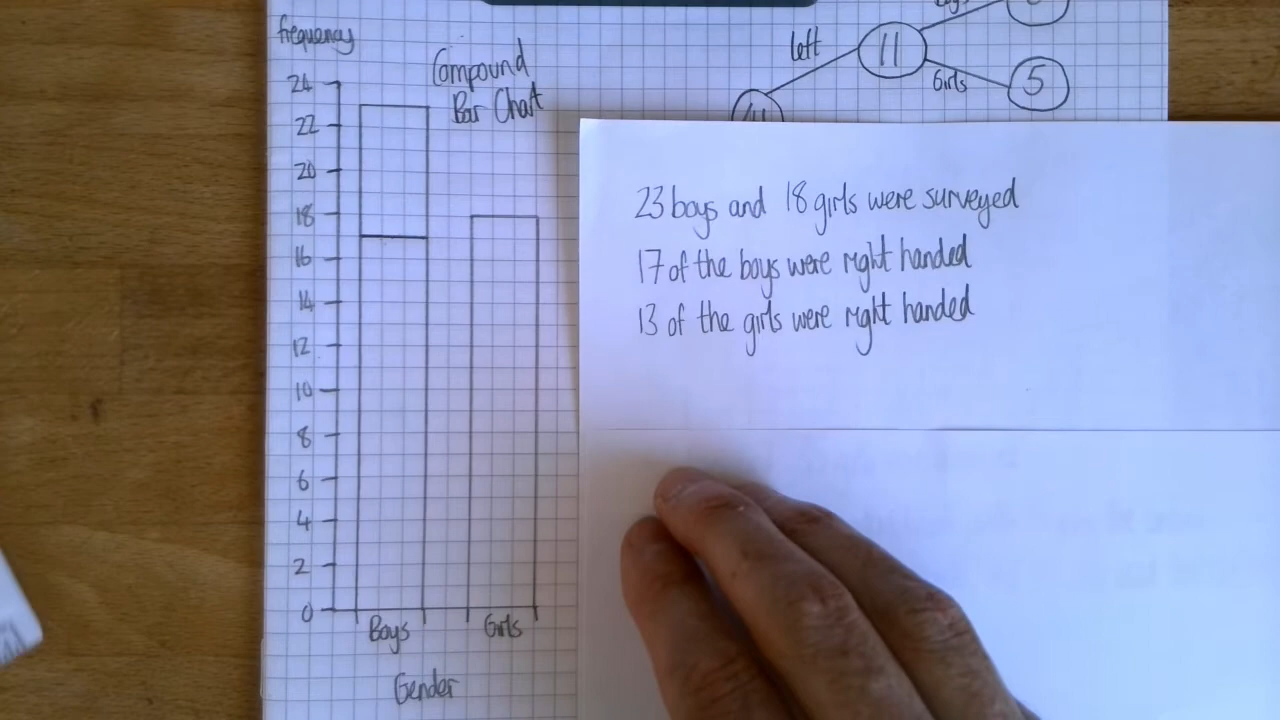 frequency
Compound
Bar Chart
24
22
20
18
16
14
12
10
8
6
4
2
0
Boys
Girls
Gender
left
11
Girls
5
23 boys and 18 girls were surveyed
17 of the boys were right handed
13 of the girls were right handed